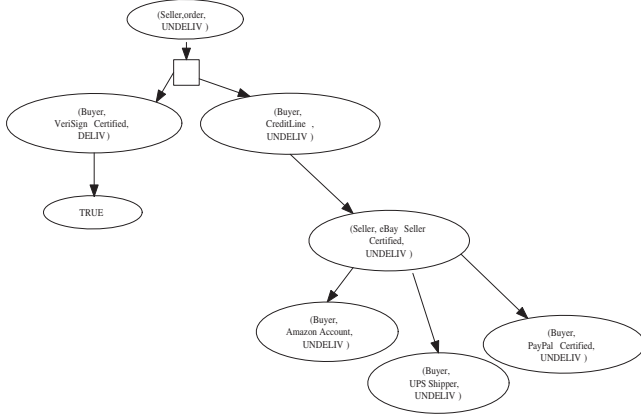 (Seller,order,
UNDELIV )
(Buyer,
VeriSign Certified,
DELIV )
(Buyer,
CreditLine ,
UNDELIV )
TRUE
(Seller, eBay Seller
Certified,
UNDELIV )
(Buyer,
Amazon Account,
UNDELIV )
(Buyer,
UPS Shipper,
UNDELIV )
(Buyer,
PayPal Certified,
UNDELIV )